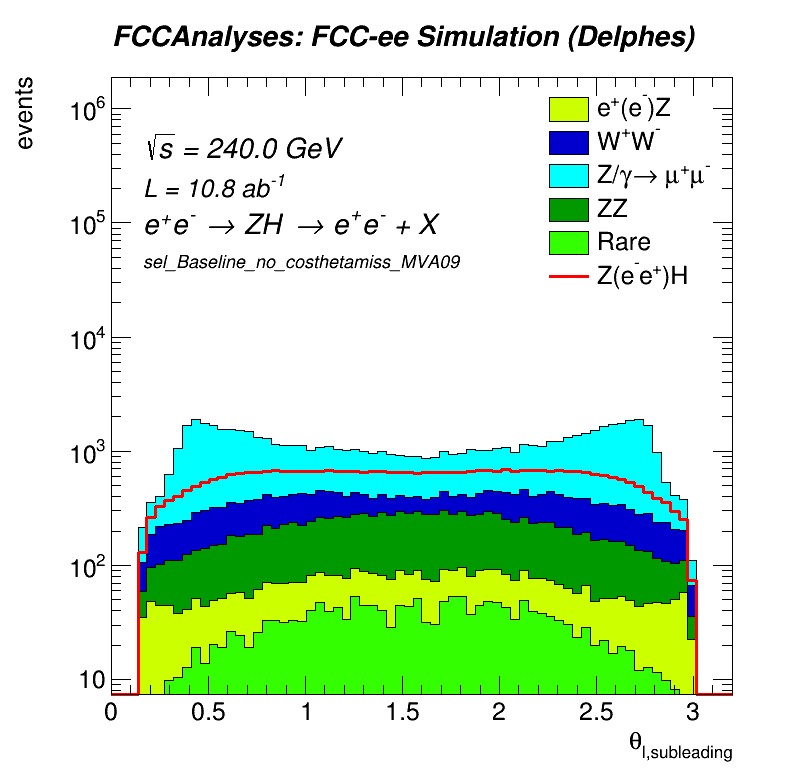 FCCAnalyses: FCC-ee Simulation (Delphes)
events
10⁶
10⁵
10⁴
10³
10²
10
√s = 240.0 GeV
L = 10.8 ab⁻¹
e⁺e⁻ → ZH → e⁺e⁻ + X
sel_Baseline_no_costhetamiss_MVA09
e⁺(e⁻)Z
W⁺W⁻
Z/γ→ μ⁺μ⁻
ZZ
Rare
Z(e⁻e⁺)H
0 0.5 1 1.5 2 2.5 3
θl,subleading